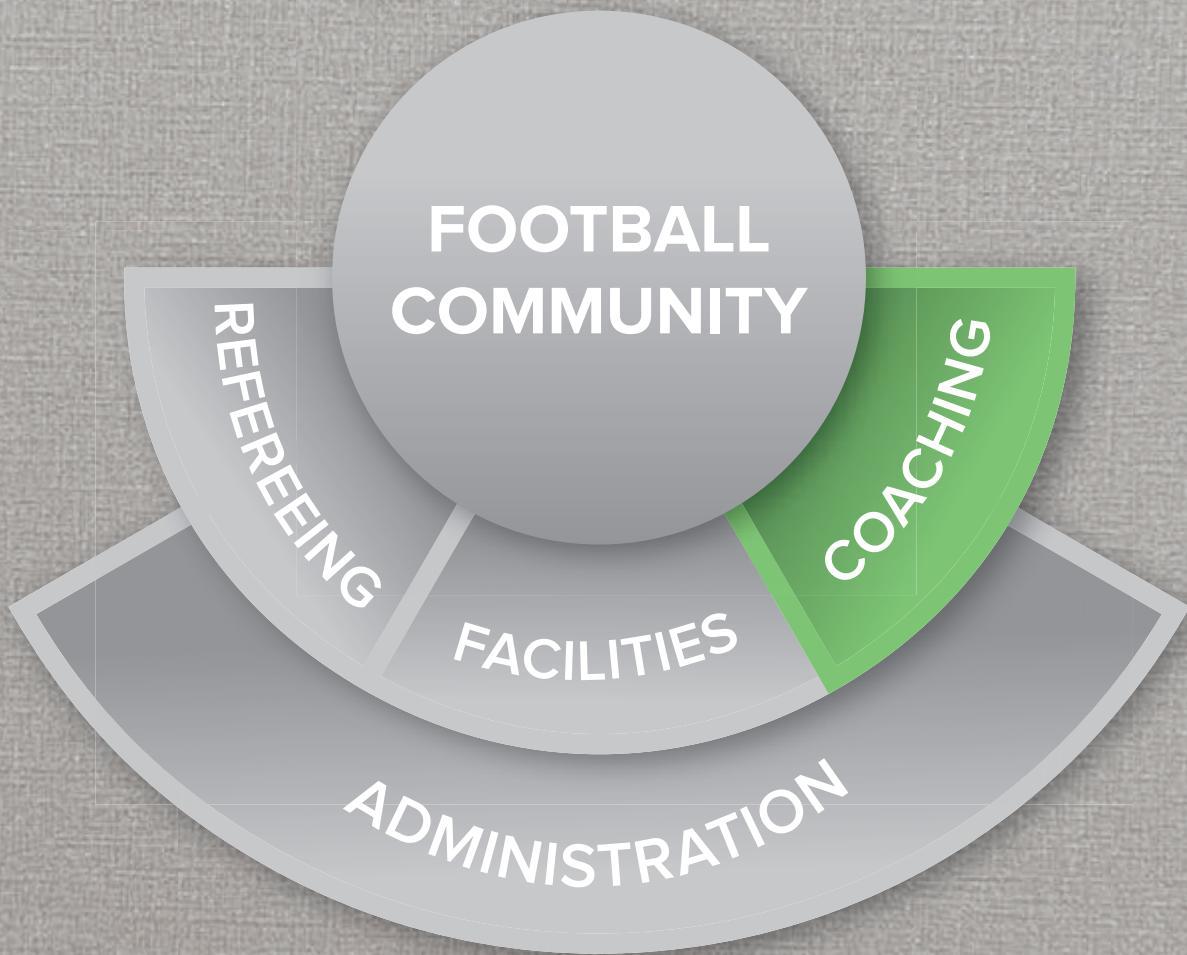 FOOTBALL
COMMUNITY
REFEREEING
FACILITIES
COACHING
ADMINISTRATION